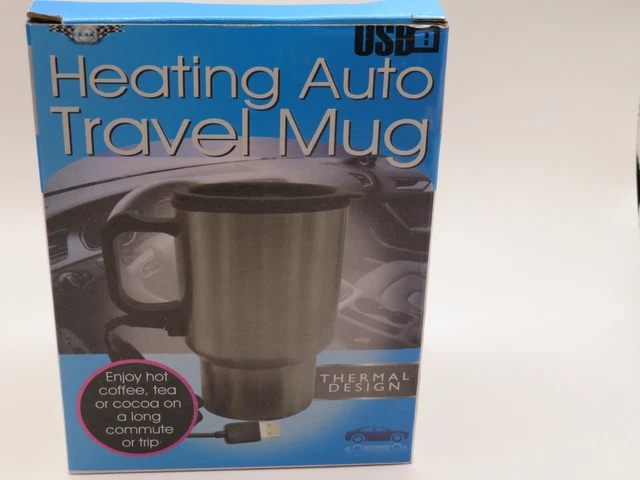 USB
Heating Auto
Travel Mug
THERMAL
DESIGN
Enjoy hot
coffee, tea
or cocoa on
a long
commute
or trip